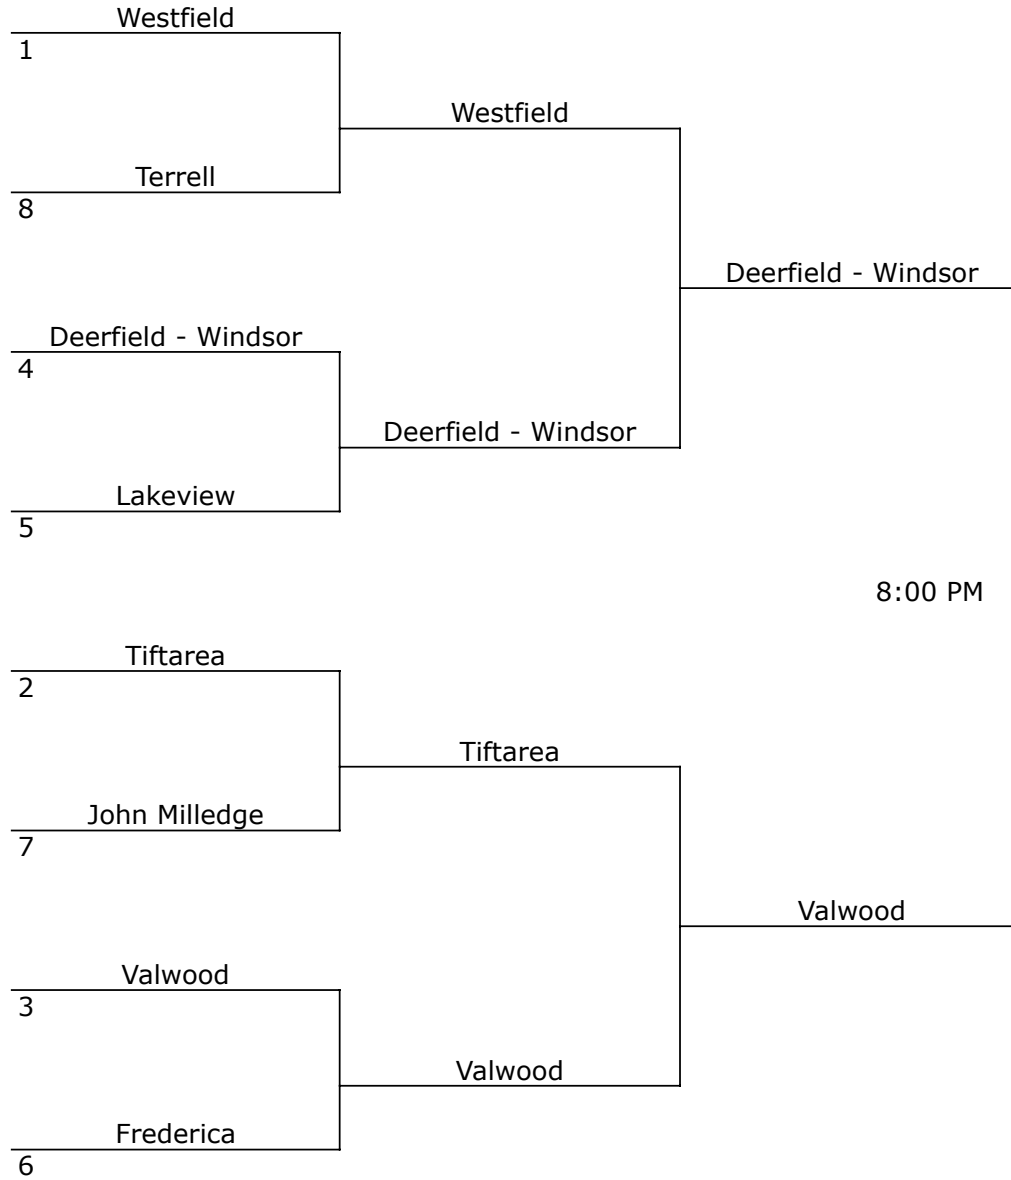 Westfield
1
Westfield
Terrell
8
Deerfield - Windsor
Deerfield - Windsor
4
Deerfield - Windsor
Lakeview
5
8:00 PM
Tiftarea
2
Tiftarea
John Milledge
7
Valwood
Valwood
3
Valwood
Frederica
6